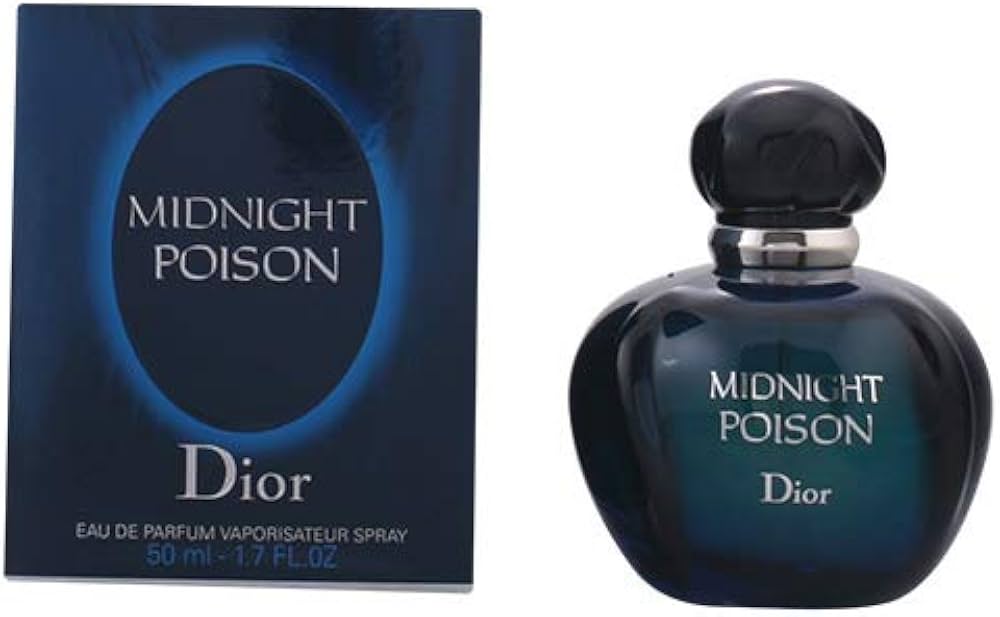 MIDNIGHT
POISON
Dior
EAU DE PARFUM VAPORISATEUR SPRAY
50 ml - 1.7 FL.OZ
MIDNIGHT
POISON
Dior